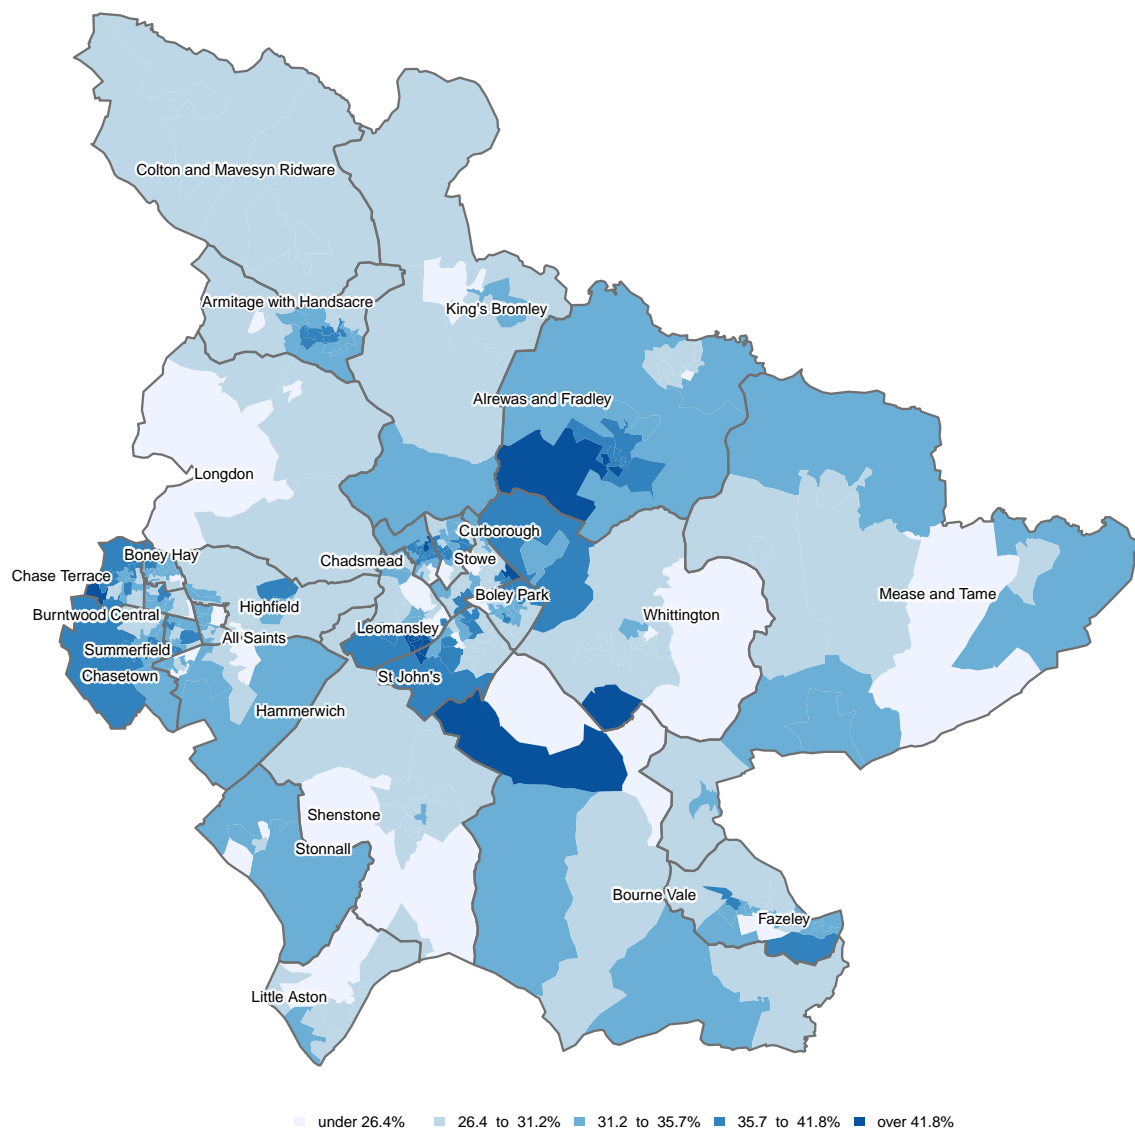 Colton and Mavesyn Ridware
Armitage with Handsacre
King's Bromley
Alrewas and Fradley
Longdon
Curborough
Boney Hay
Chadsmead
Stowe
Chase Terrace
Boley Park
Mease and Tame
Highfield
Burntwood Central
Whittington
Leomansley
All Saints
Summerfield
Chasetown
St John's
Hammerwich
Shenstone
Stonnall
Bourne Vale
Fazeley
Little Aston
under 26.4% 26.4 to 31.2% 31.2 to 35.7% 35.7 to 41.8% over 41.8%